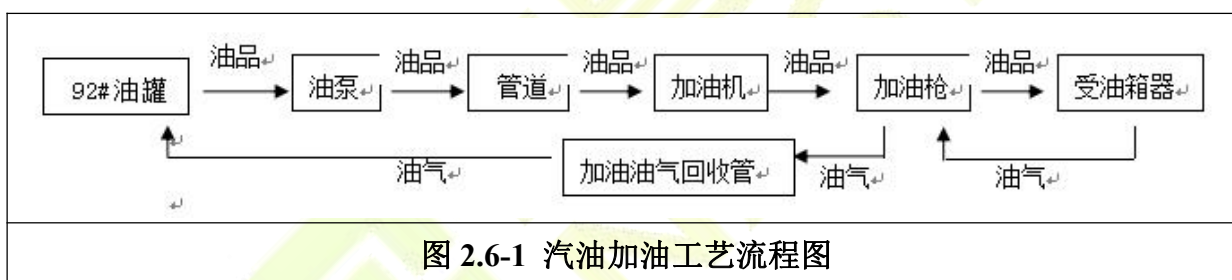 油品 油品 油品 油品 油品
92#油罐 油泵 管道 加油机 加油枪 受油箱器
油气 加油油气回收管 油气 油气
图 2.6-1 汽油加油工艺流程图